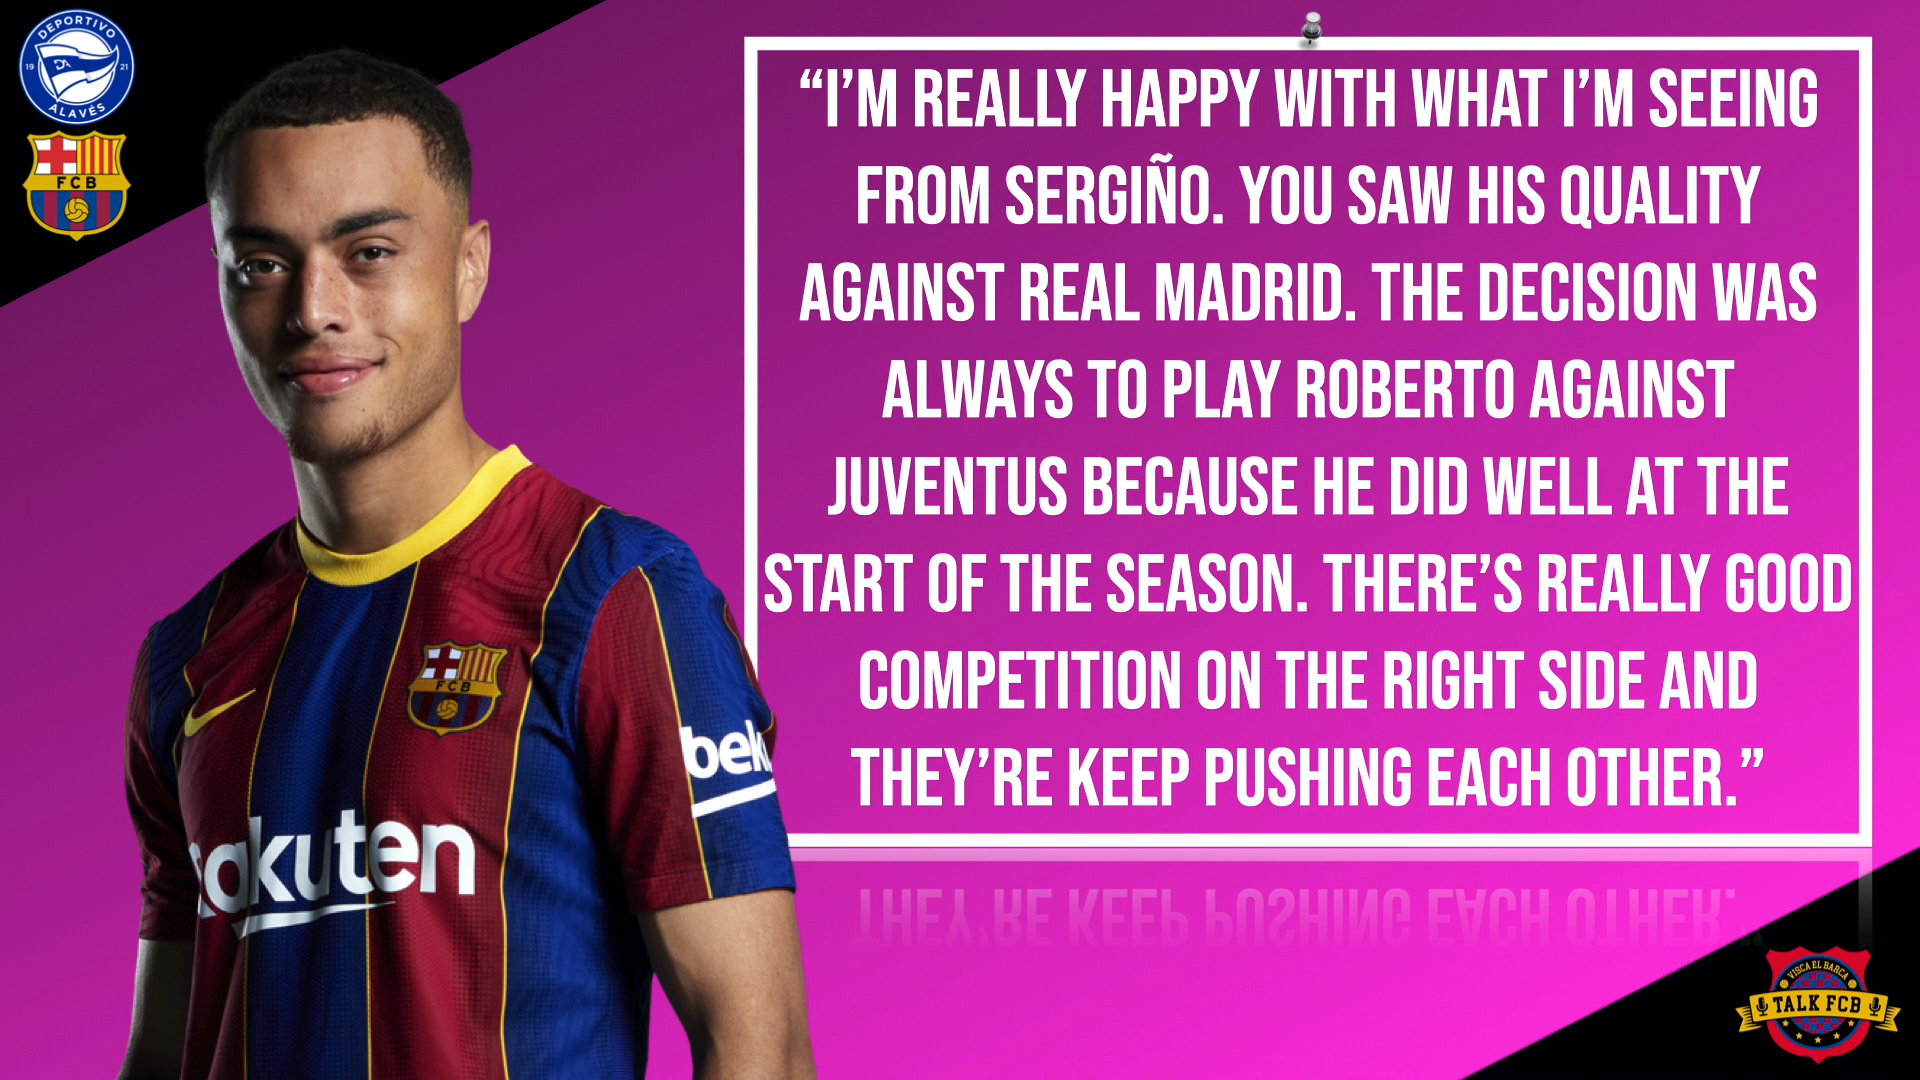 DEPORTIVO
19 21
ALAVÉS
FCB
“I’M REALLY HAPPY WITH WHAT I’M SEEING
FROM SERGIÑO. YOU SAW HIS QUALITY
AGAINST REAL MADRID. THE DECISION WAS
ALWAYS TO PLAY ROBERTO AGAINST
JUVENTUS BECAUSE HE DID WELL AT THE
START OF THE SEASON. THERE’S REALLY GOOD
COMPETITION ON THE RIGHT SIDE AND
THEY’RE KEEP PUSHING EACH OTHER.”
FCB
beko
Rakuten
VISCA EL BARCA
TALK FCB